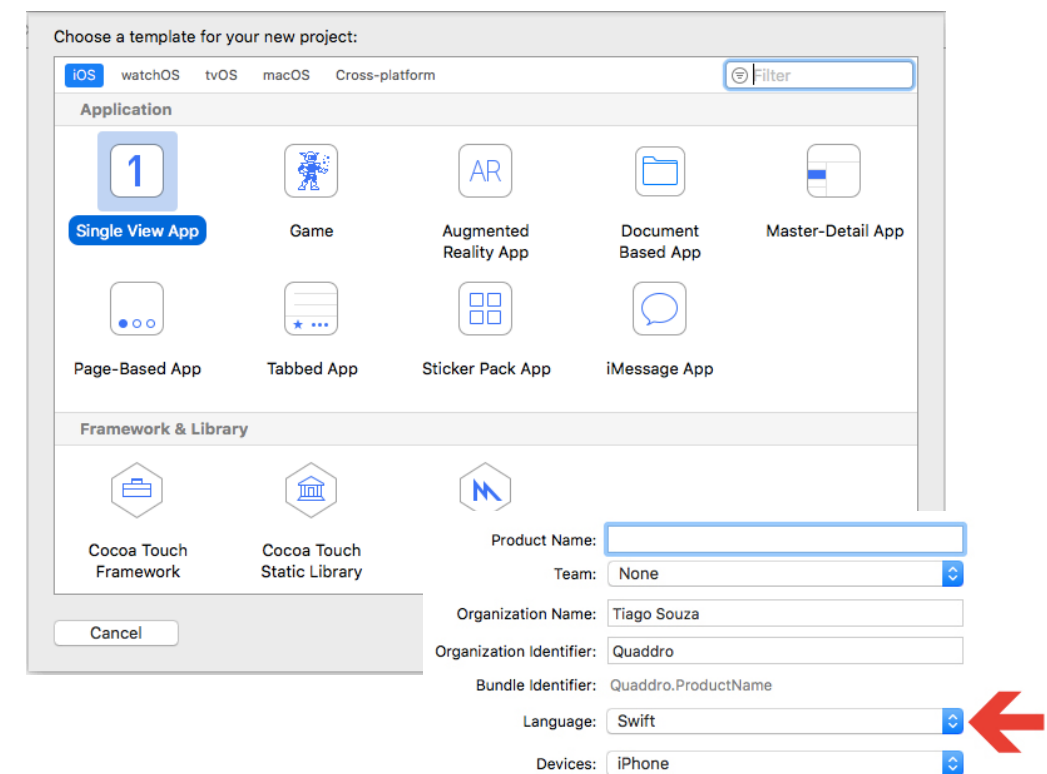 Choose a template for your new project:
iOS watchOS tvOS macOS Cross-platform Filter
Application
1 AR
Single View App Game Augmented Reality App Document Based App Master-Detail App
Page-Based App Tabbed App Sticker Pack App iMessage App
Framework & Library
Cocoa Touch Framework Cocoa Touch Static Library
Cancel
Product Name:
Team: None
Organization Name: Tiago Souza
Organization Identifier: Quaddro
Bundle Identifier: Quaddro.ProductName
Language: Swift
Devices: iPhone